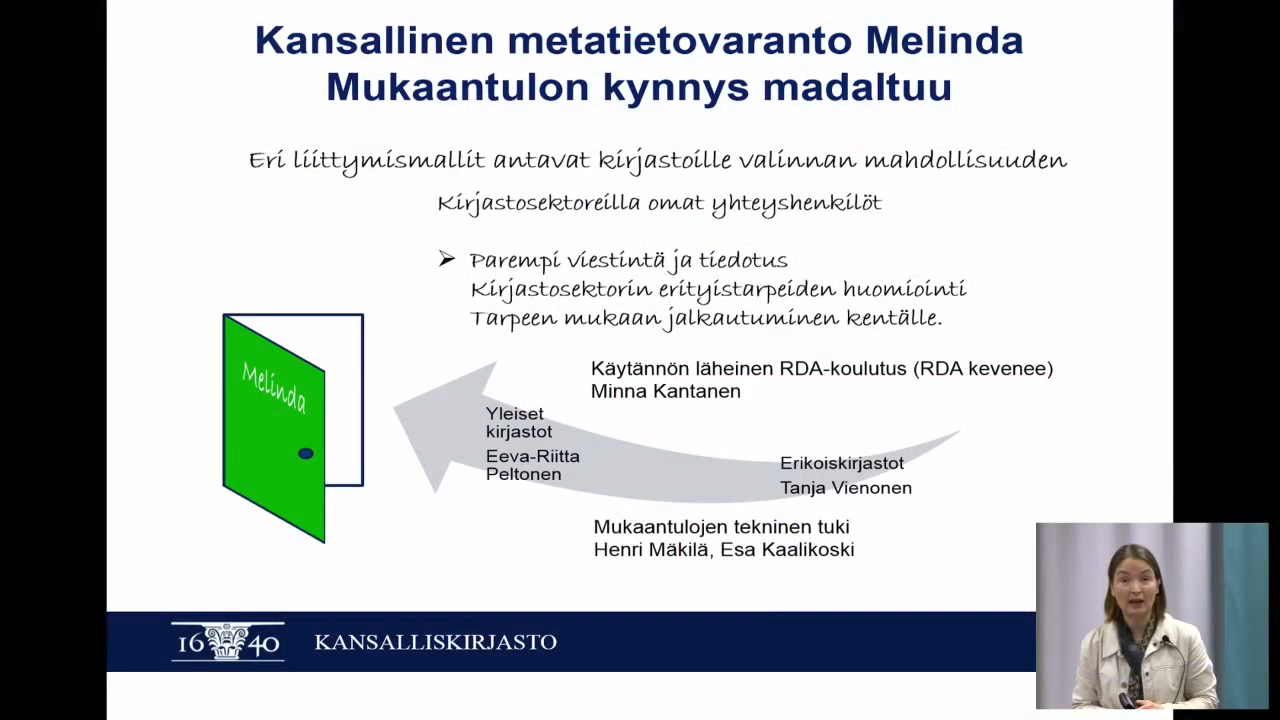 Kansallinen metatietovaranto Melinda
Mukaantulon kynnys madaltuu
Eri liittymismallit antavat kirjastoille valinnan mahdollisuuden
Kirjastosektoreilla omat yhteyshenkilöt
➢ Parempi viestintä ja tiedotus
Kirjastosektorin erityistarpeiden huomiointi
Tarpeen mukaan jalkautuminen kentälle.
Melinda
Käytännön läheinen RDA-koulutus (RDA kevenee)
Minna Kantanen
Yleiset
kirjastot
Eeva-Riitta
Peltonen
Erikoiskirjastot
Tanja Vienonen
Mukaantulojen tekninen tuki
Henri Mäkilä, Esa Kaalikoski
16 40 KANSALLISKIRJASTO